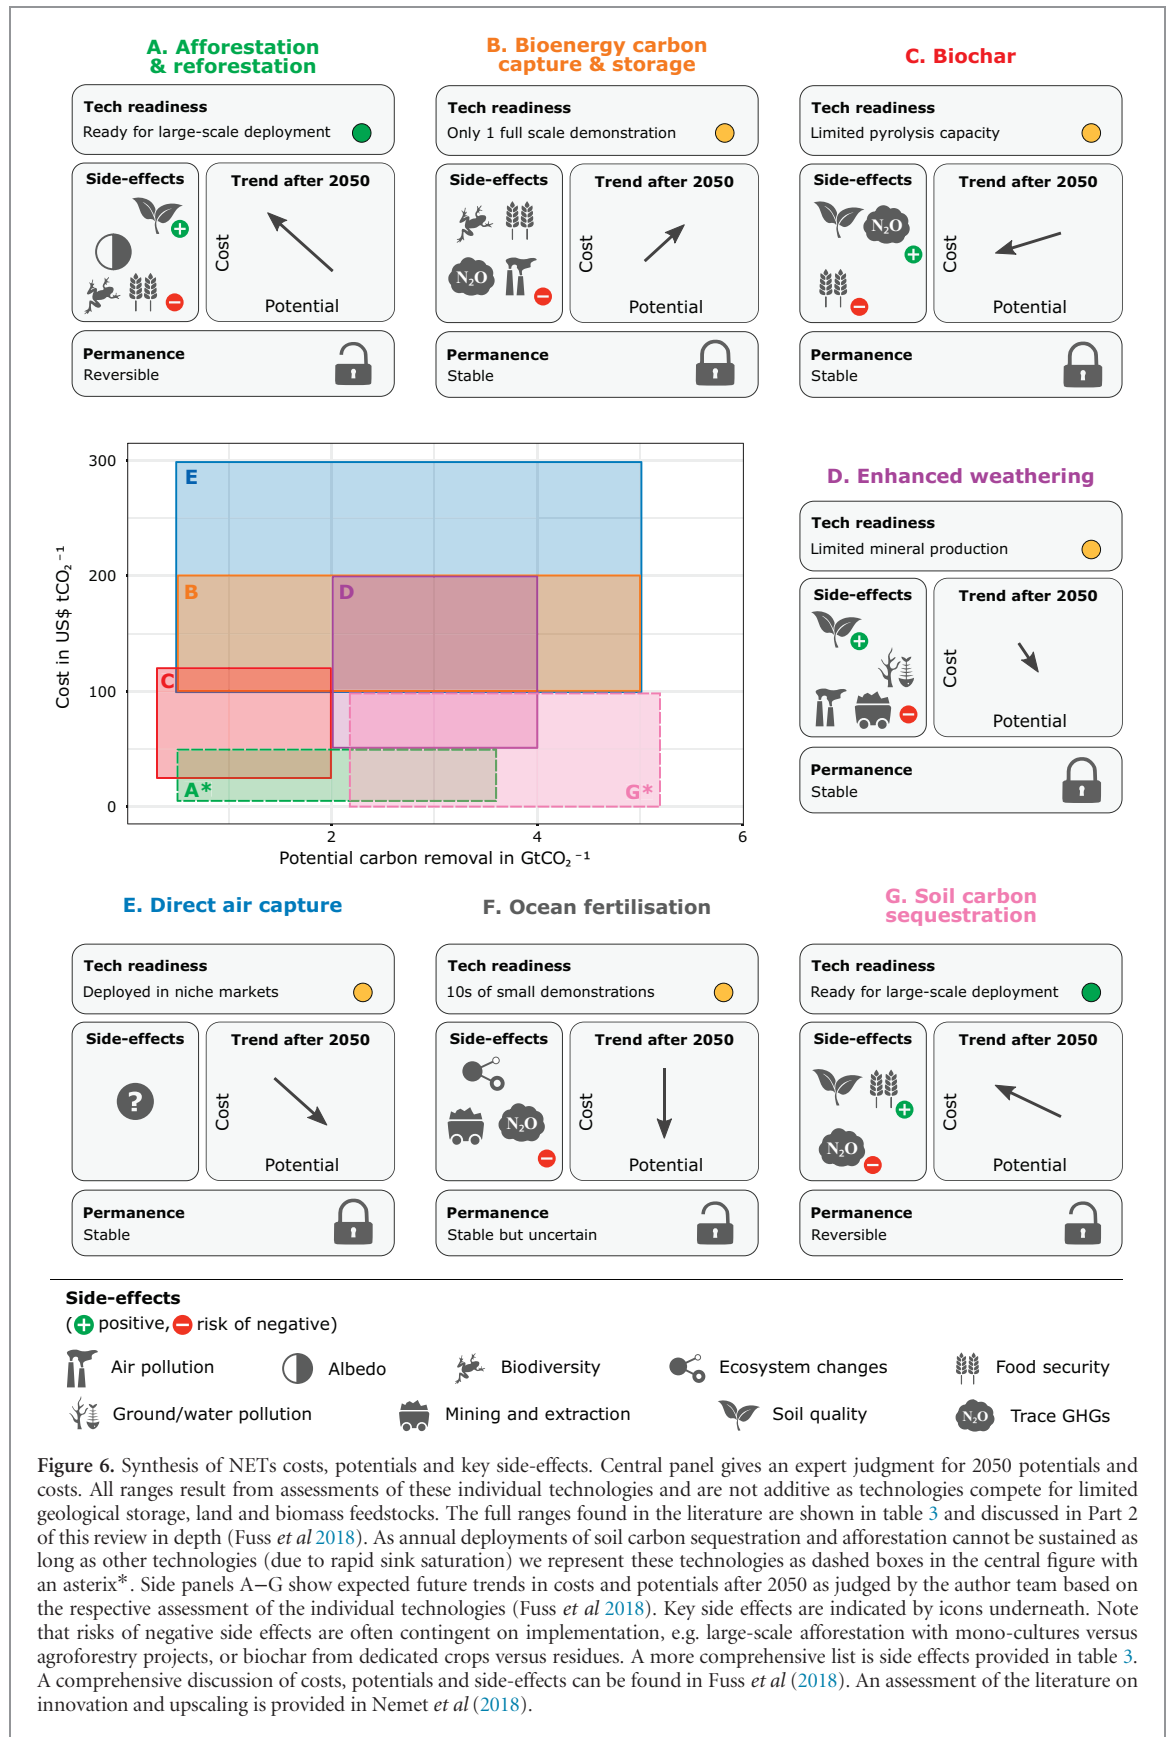 A. Afforestation
& reforestation
Tech readiness
Ready for large-scale deployment
Side-effects
Trend after 2050
Cost
Potential
Permanence
Reversible
B. Bioenergy carbon
capture & storage
Tech readiness
Only 1 full scale demonstration
Side-effects
N₂O
Trend after 2050
Cost
Potential
Permanence
Stable
C. Biochar
Tech readiness
Limited pyrolysis capacity
Side-effects
N₂O
Trend after 2050
Cost
Potential
Permanence
Stable
Cost in US$ tCO₂⁻¹
300
200
100
0
E
B
D
C
A*
G*
2
4
6
Potential carbon removal in GtCO₂⁻¹
D. Enhanced weathering
Tech readiness
Limited mineral production
Side-effects
Trend after 2050
Cost
Potential
Permanence
Stable
E. Direct air capture
Tech readiness
Deployed in niche markets
Side-effects
?
Trend after 2050
Cost
Potential
Permanence
Stable
F. Ocean fertilisation
Tech readiness
10s of small demonstrations
Side-effects
N₂O
Trend after 2050
Cost
Potential
Permanence
Stable but uncertain
G. Soil carbon
sequestration
Tech readiness
Ready for large-scale deployment
Side-effects
N₂O
Trend after 2050
Cost
Potential
Permanence
Reversible
Side-effects
(+ positive, − risk of negative)
Air pollution
Albedo
Biodiversity
Ecosystem changes
Food security
Ground/water pollution
Mining and extraction
Soil quality
N₂O Trace GHGs
Figure 6. Synthesis of NETs costs, potentials and key side-effects. Central panel gives an expert judgment for 2050 potentials and
costs. All ranges result from assessments of these individual technologies and are not additive as technologies compete for limited
geological storage, land and biomass feedstocks. The full ranges found in the literature are shown in table 3 and discussed in Part 2
of this review in depth (Fuss et al 2018). As annual deployments of soil carbon sequestration and afforestation cannot be sustained as
long as other technologies (due to rapid sink saturation) we represent these technologies as dashed boxes in the central figure with
an asterix*. Side panels A–G show expected future trends in costs and potentials after 2050 as judged by the author team based on
the respective assessment of the individual technologies (Fuss et al 2018). Key side effects are indicated by icons underneath. Note
that risks of negative side effects are often contingent on implementation, e.g. large-scale afforestation with mono-cultures versus
agroforestry projects, or biochar from dedicated crops versus residues. A more comprehensive list is side effects provided in table 3.
A comprehensive discussion of costs, potentials and side-effects can be found in Fuss et al (2018). An assessment of the literature on
innovation and upscaling is provided in Nemet et al (2018).